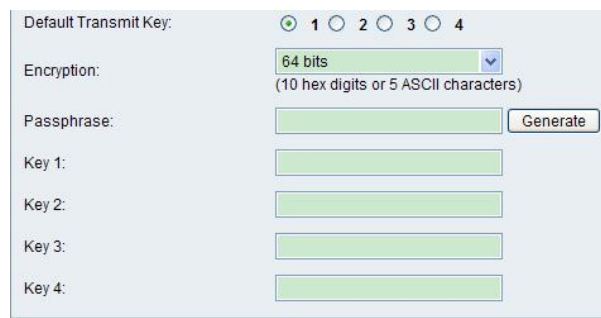 Default Transmit Key: 1 2 3 4
Encryption: 64 bits
(10 hex digits or 5 ASCII characters)
Passphrase: Generate
Key 1:
Key 2:
Key 3:
Key 4: